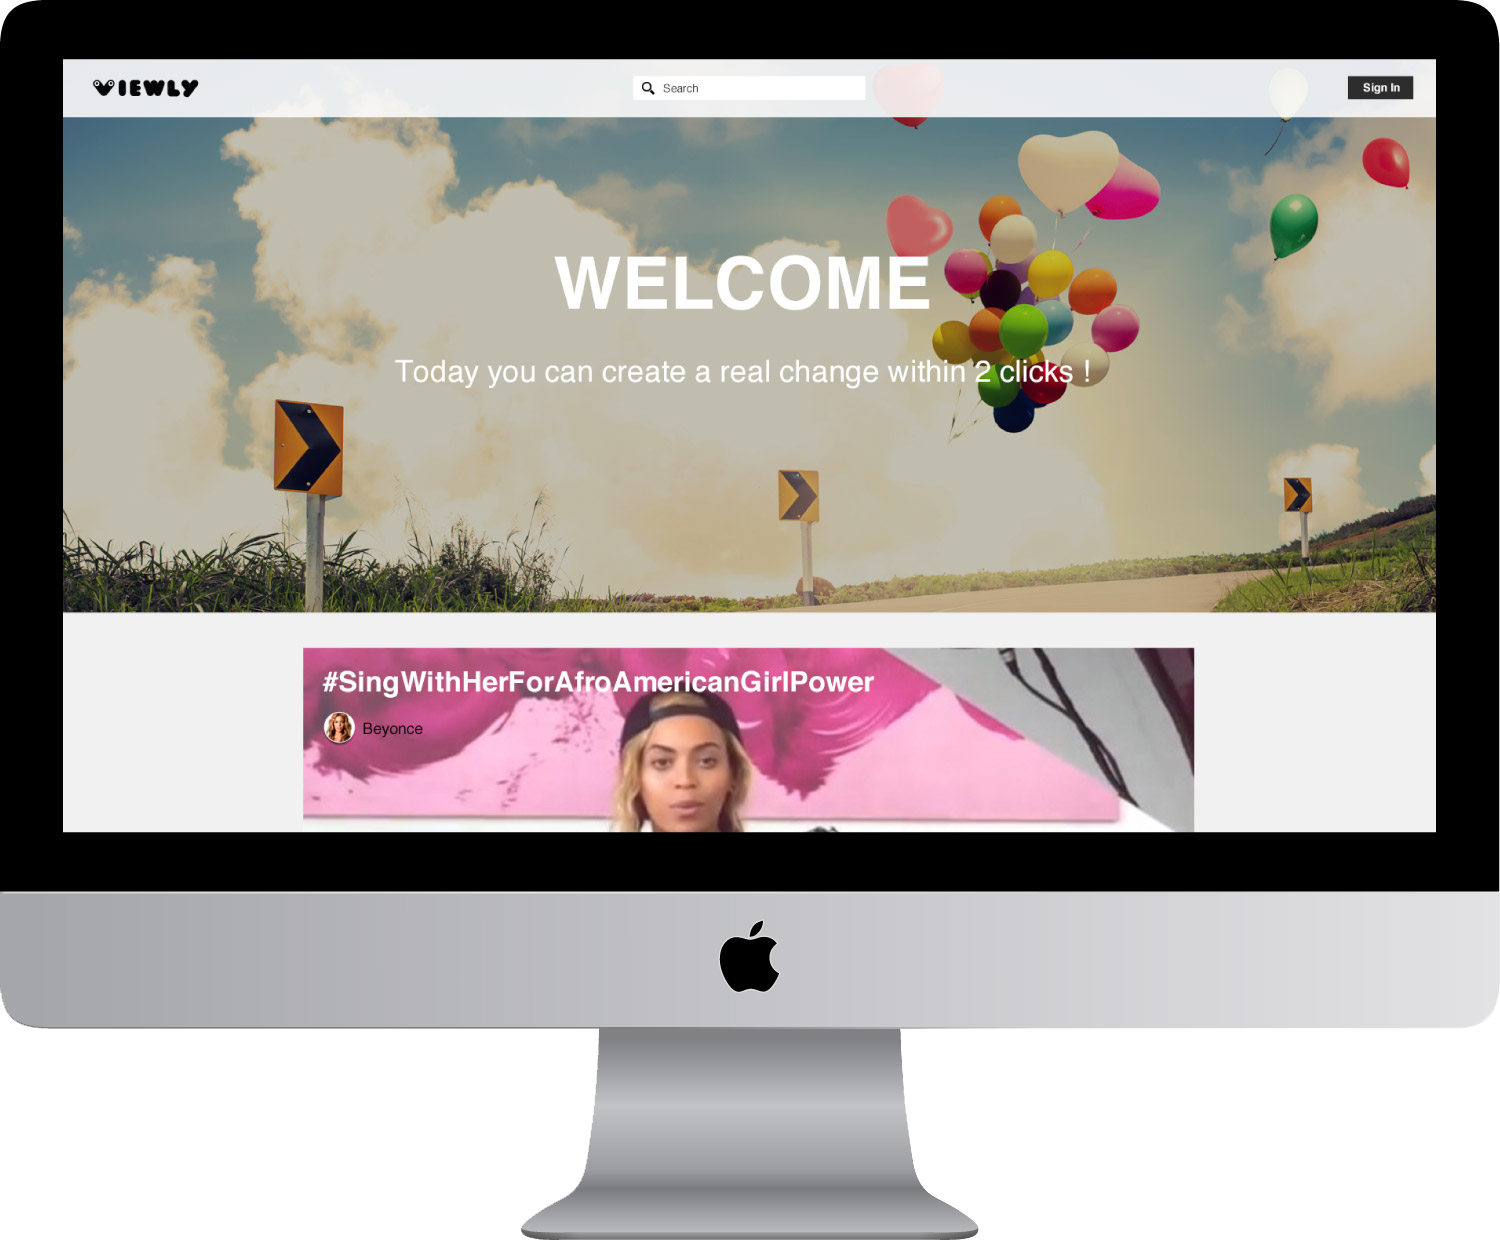 VIEWLY
Search
Sign In
WELCOME
Today you can create a real change within 2 clicks !
#SingWithHerForAfroAmericanGirlPower
Beyonce